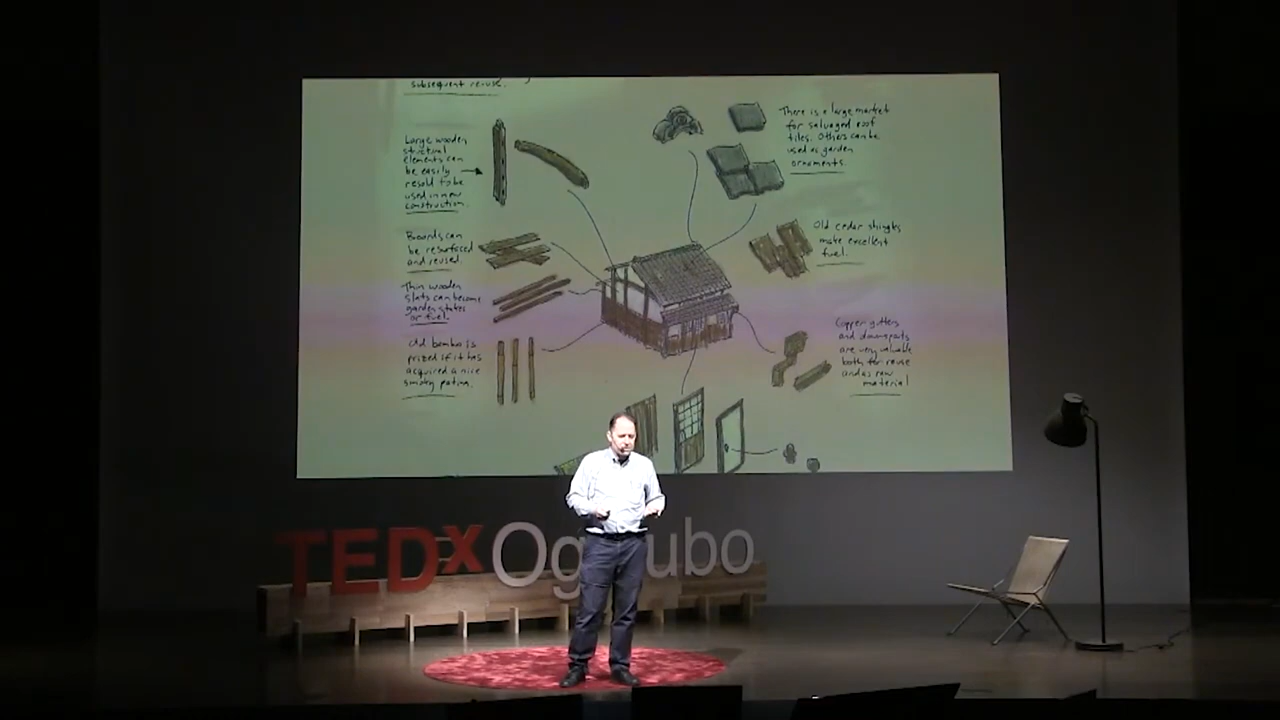 subsequent re-use.
Large wooden
structural
elements can
be easily
resold to be
used in new
construction.
Boards can
be resurfaced
and reused.
Thin wooden
slats can become
garden stakes
or fuel.
Old bamboo is
prized if it has
acquired a nice
smoky patina.
There is a large market
for salvaged roof
tiles. Others can be
used as garden
ornaments.
Old cedar shingles
make excellent
fuel.
Copper gutters
and downspouts
are very valuable
both for reuse
and as raw
material
TEDxOg ubo